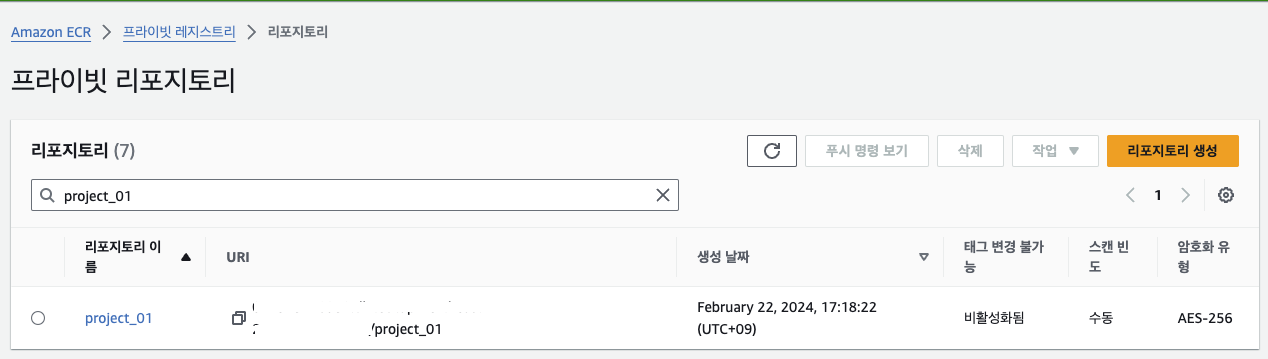 Amazon ECR > 프라이빗 레지스트리 > 리포지토리
프라이빗 리포지토리
리포지토리 (7)
푸시 명령 보기
삭제
작업
리포지토리 생성
project_01
1
리포지토리 이
름
URI
생성 날짜
태그 변경 불가
능
스캔 빈
도
암호화 유
형
project_01
/project_01
February 22, 2024, 17:18:22
(UTC+09)
비활성화됨
수동
AES-256